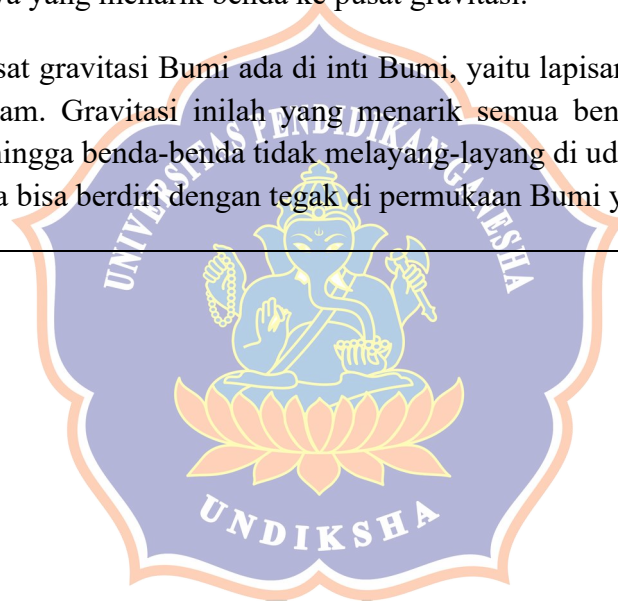 yang menarik benda ke pusat gravitasi.
sat gravitasi Bumi ada di inti Bumi, yaitu lapisan
am. Gravitasi inilah yang menarik semua ben
ingga benda-benda tidak melayang-layang di ud
a bisa berdiri dengan tegak di permukaan Bumi y
UNIVERSITAS PENDIDIKAN GANESHA
UNDIKSHA